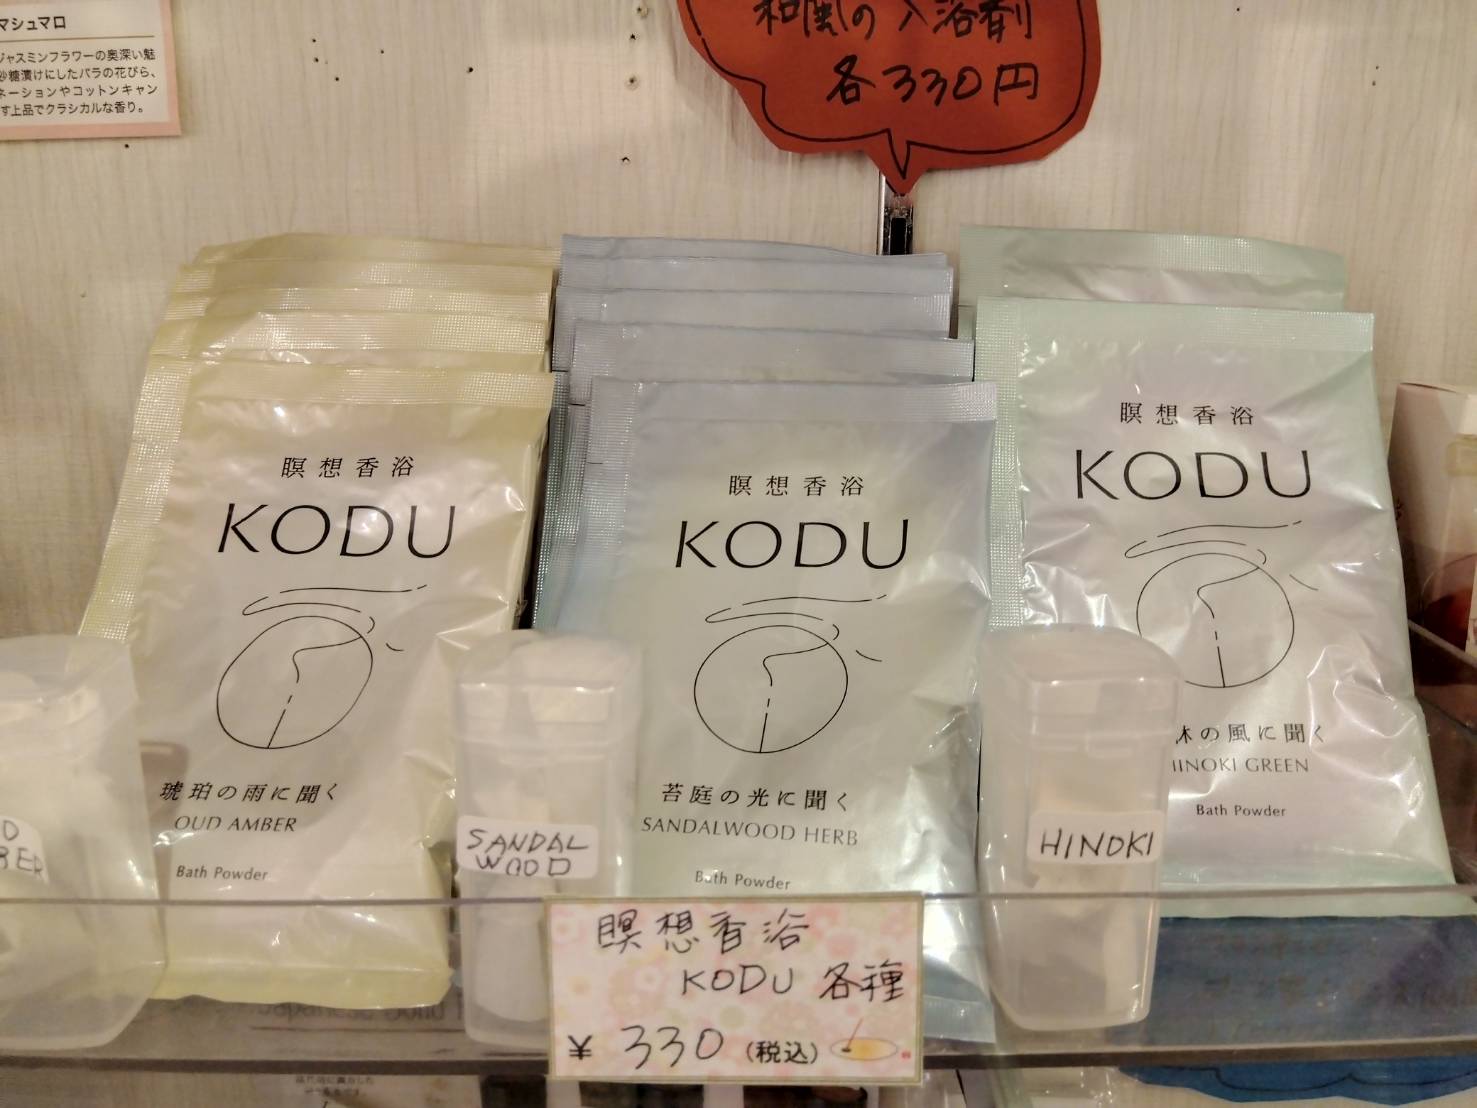 マシュマロ
ジャスミンフラワーの奥深い魅
砂糖漬けにしたバラの花びら、
ネーションやコットンキャン
す上品でクラシカルな香り。
和風の入浴剤
各330円
瞑想香浴
KODU
琥珀の雨に聞く
OUD AMBER
Bath Powder
瞑想香浴
KODU
苔庭の光に聞く
SANDALWOOD HERB
Bath Powder
瞑想香浴
KODU
の風に聞く
HINOKI GREEN
Bath Powder
SANDAL
WOOD
HINOKI
瞑想香浴
KODU 各種
¥ 330 (税込)